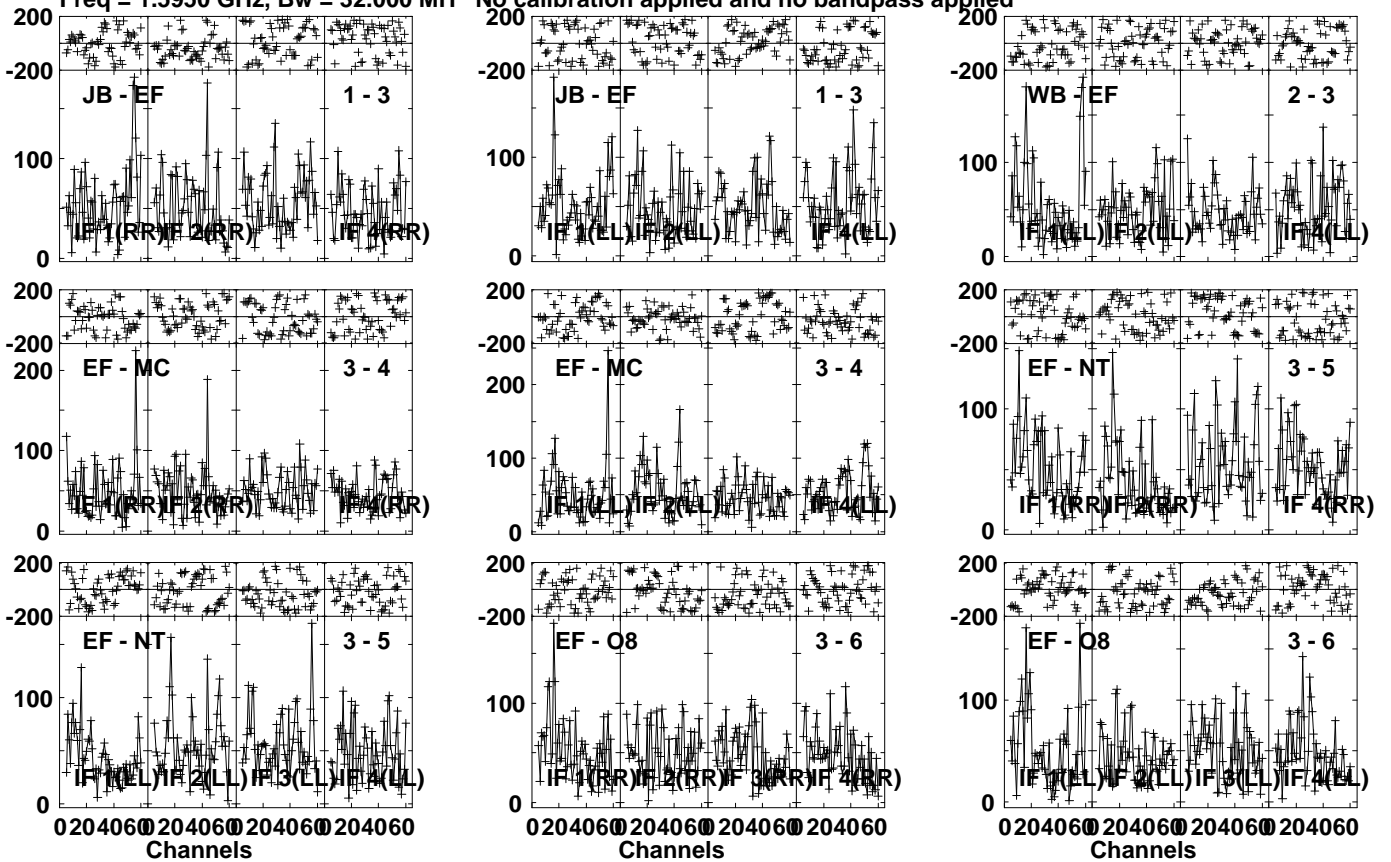 Freq = 1.5950 GHz, Bw = 32.000 MH No calibration applied and no bandpass applied
200 200 200
-200 -200 -200
JB - EF 1 - 3 JB - EF 1 - 3 WB - EF 2 - 3
100 100 100
IF 1(RR) IF 2(RR) IF 4(RR) IF 1(LL) IF 2(LL) IF 4(LL) IF 1(LL) IF 2(LL) IF 4(LL)
0 0 0
200 200 200
-200 -200 -200
EF - MC 3 - 4 EF - MC 3 - 4 EF - NT 3 - 5
200 200
100 100 100
IF 1(RR) IF 2(RR) IF 4(RR) IF 1(LL) IF 2(LL) IF 4(LL) IF 1(RR) IF 2(RR) IF 4(RR)
0 0 0
200 200 200
-200 -200 -200
EF - NT 3 - 5 EF - O8 3 - 6 EF - O8 3 - 6
100 100 100
IF 1(LL) IF 2(LL) IF 3(LL) IF 4(LL) IF 1(RR) IF 2(RR) IF 3(RR) IF 4(RR) IF 1(LL) IF 2(LL) IF 3(LL) IF 4(LL)
0 0 0
0 20 40 60 0 20 40 60 0 20 40 60 0 20 40 60 0 20 40 60 0 20 40 60 0 20 40 60 0 20 40 60 0 20 40 60 0 20 40 60 0 20 40 60 0 20 40 60
Channels Channels Channels